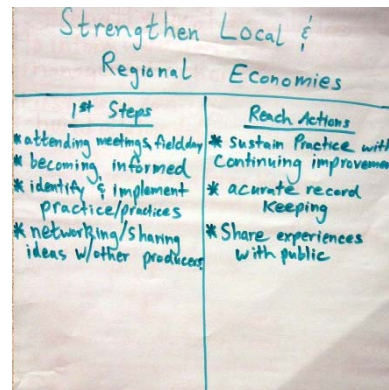 Strengthen Local &
Regional Economies
1st Steps
* attending meetings, fieldday
* becoming informed
* identify & implement
practice/practices
* networking/sharing
ideas w/other producers
Reach Actions
* sustain Practice with
Continuing improvemen
* acurate record
Keeping
* Share experiences
with public